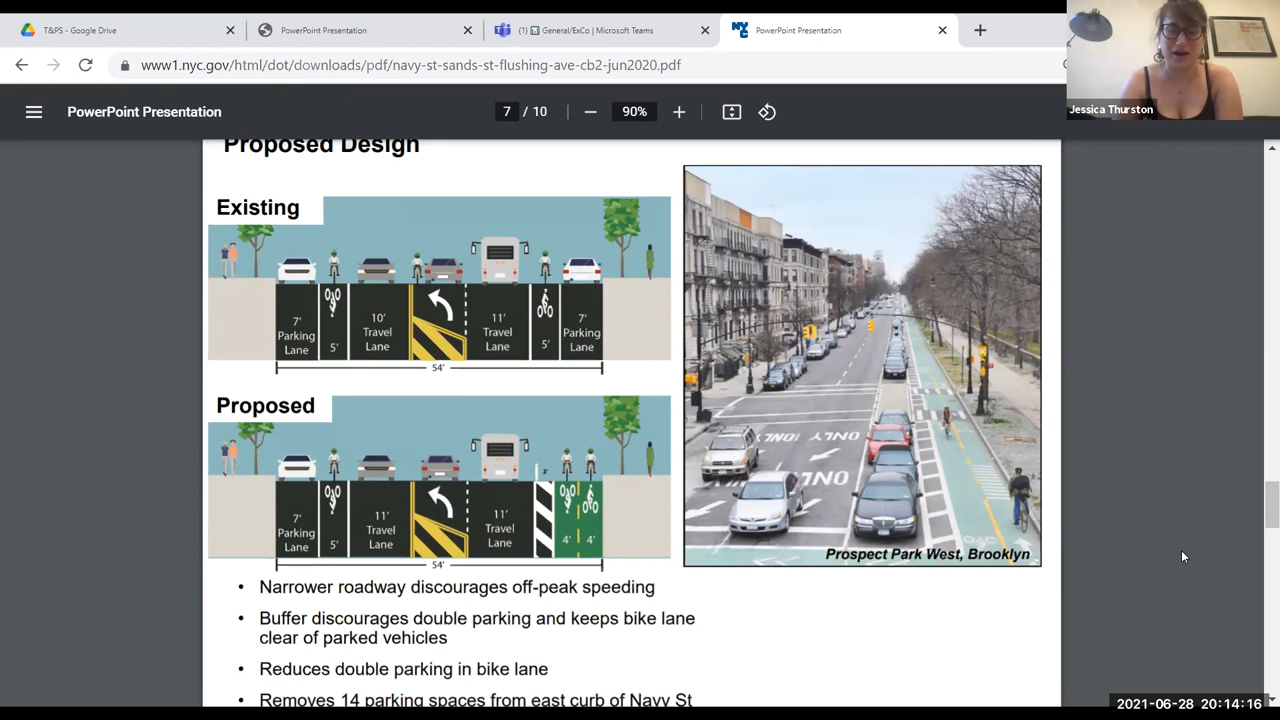 T&PS - Google Drive
PowerPoint Presentation
(1) General/ExCo | Microsoft Teams
NYC
PowerPoint Presentation
www1.nyc.gov/html/dot/downloads/pdf/navy-st-sands-st-flushing-ave-cb2-jun2020.pdf
Jessica Thurston
PowerPoint Presentation
7 / 10
90%
Proposed Design
Existing
7' Parking Lane
5'
10' Travel Lane
11' Travel Lane
5'
7' Parking Lane
54'
Proposed
3'
7' Parking Lane
5'
11' Travel Lane
11' Travel Lane
4'
4'
54'
ONLY
ONLY
Prospect Park West, Brooklyn
• Narrower roadway discourages off-peak speeding
• Buffer discourages double parking and keeps bike lane
clear of parked vehicles
• Reduces double parking in bike lane
• Removes 14 parking spaces from east curb of Navy St
2021-06-28 20:14:16